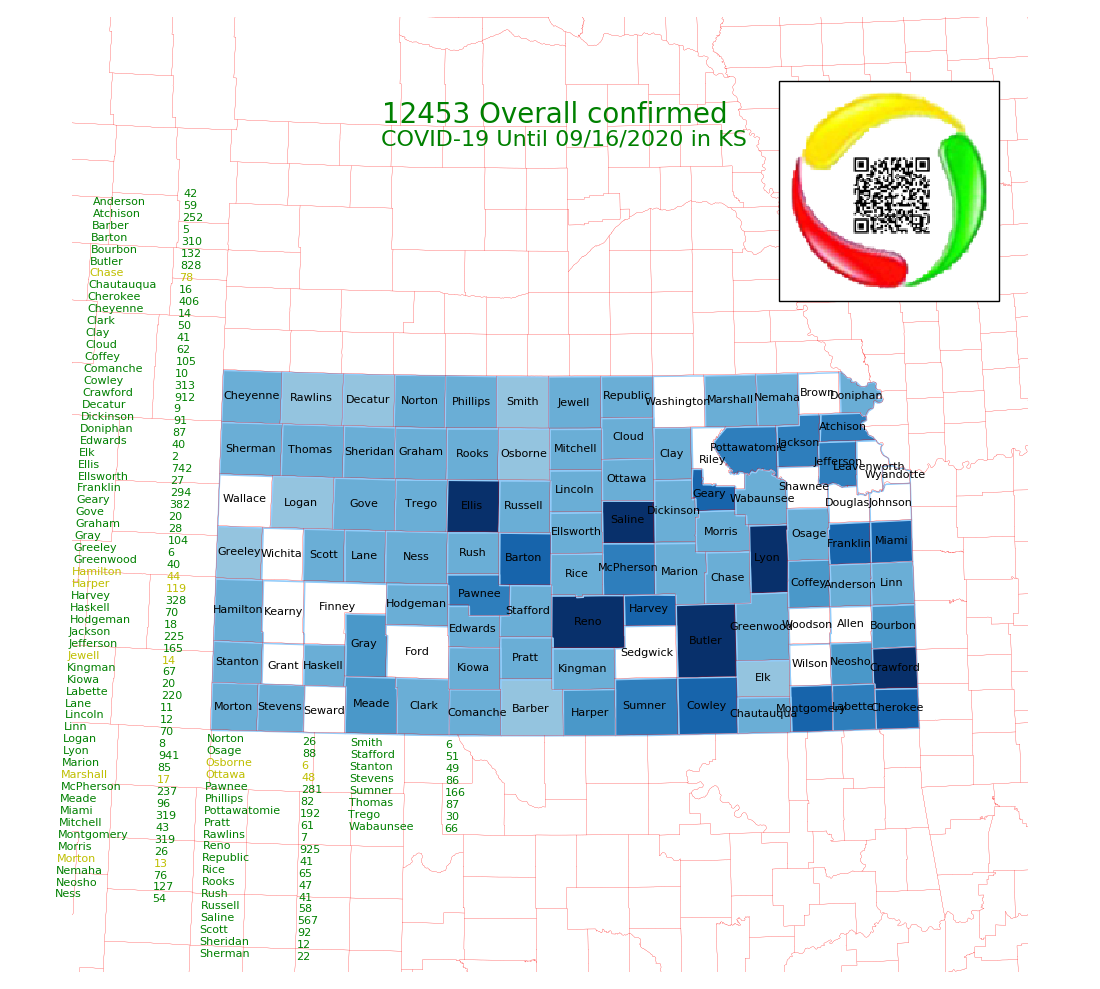 12453 Overall confirmed
COVID-19 Until 09/16/2020 in KS
42
Anderson 59
Atchison 252
Barber 5
Barton 310
Bourbon 132
Butler 828
Chase 78
Chautauqua 16
Cherokee 406
Cheyenne 14
Clark 50
Clay 41
Cloud 62
Coffey 105
Comanche 10
Cowley 313
Crawford 912
Decatur 9
Dickinson 91
Doniphan 87
Edwards 40
Elk 2
Ellis 742
Ellsworth 27
Franklin 294
Geary 382
Gove 20
Graham 28
Gray 104
Greeley 6
Greenwood 40
Hamilton 44
Harper 119
Harvey 328
Haskell 70
Hodgeman 18
Jackson 225
Jefferson 165
Jewell 14
Kingman 67
Kiowa 20
Labette 220
Lane 11
Lincoln 12
Linn 70
Logan 8
Lyon 941
Marion 85
Marshall 17
McPherson 237
Meade 96
Miami 319
Mitchell 43
Montgomery 319
Morris 26
Morton 13
Nemaha 76
Neosho 127
Ness 54
Norton 26
Osage 88
Osborne 6
Ottawa 48
Pawnee 281
Phillips 82
Pottawatomie 192
Pratt 61
Rawlins 7
Reno 925
Republic 41
Rice 65
Rooks 47
Rush 41
Russell 58
Saline 567
Scott 92
Sheridan 12
Sherman 22
Smith 6
Stafford 51
Stanton 49
Stevens 86
Sumner 166
Thomas 87
Trego 30
Wabaunsee 66
Cheyenne Rawlins Decatur Norton Phillips Smith Jewell Republic Washington Marshall Nemaha Brown Doniphan
Atchison
Sherman Thomas Sheridan Graham Rooks Osborne Mitchell Cloud Clay Riley Pottawatomie Jackson Jefferson Leavenworth Wyandotte
Wallace Logan Gove Trego Ellis Russell Lincoln Ottawa Dickinson Geary Wabaunsee Shawnee Douglas Johnson
Greeley Wichita Scott Lane Ness Rush Barton Ellsworth Saline Morris Lyon Osage Franklin Miami
Hamilton Kearny Finney Hodgeman Pawnee Stafford Rice McPherson Marion Chase Coffey Anderson Linn
Stanton Grant Haskell Gray Ford Edwards Kiowa Pratt Reno Kingman Harvey Sedgwick Butler Greenwood Elk Woodson Allen Bourbon
Wilson Neosho Crawford
Morton Stevens Seward Meade Clark Comanche Barber Harper Sumner Cowley Chautauqua Montgomery Labette Cherokee